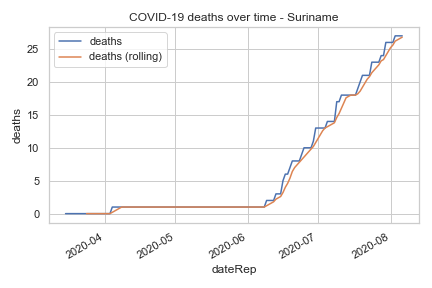 COVID-19 deaths over time - Suriname
deaths
deaths (rolling)
deaths
25
20
15
10
5
0
2020-04
2020-05
2020-06
2020-07
2020-08
dateRep